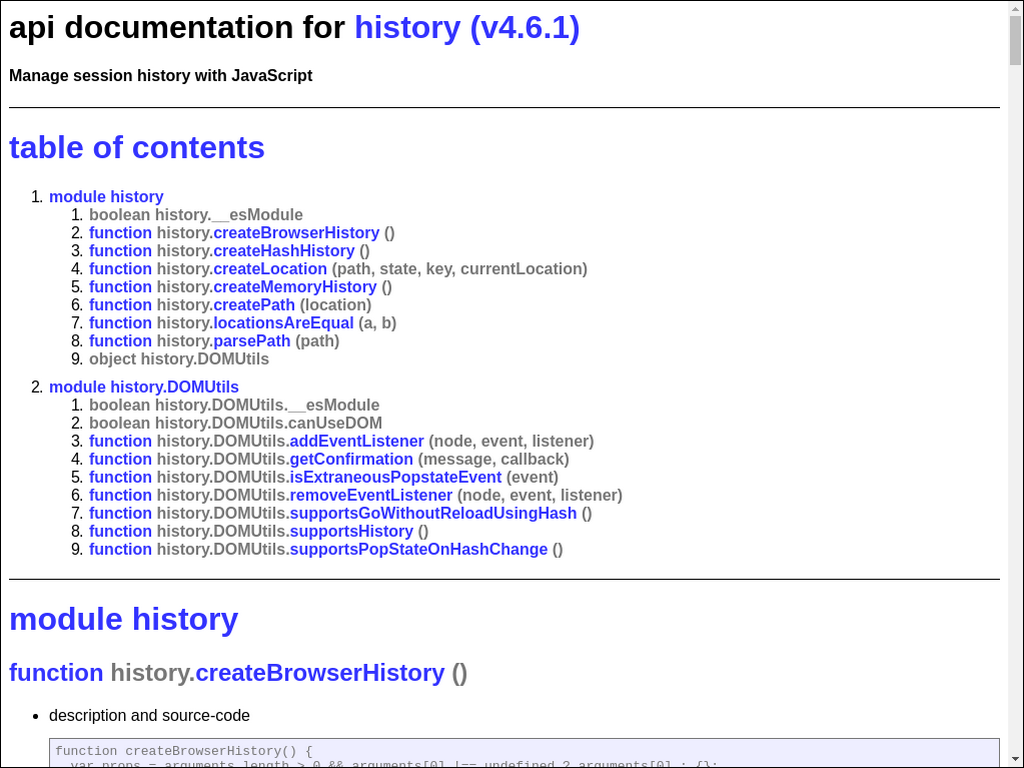 api documentation for history (v4.6.1)
Manage session history with JavaScript
table of contents
1. module history
1. boolean history.__esModule
2. function history.createBrowserHistory ()
3. function history.createHashHistory ()
4. function history.createLocation (path, state, key, currentLocation)
5. function history.createMemoryHistory ()
6. function history.createPath (location)
7. function history.locationsAreEqual (a, b)
8. function history.parsePath (path)
9. object history.DOMUtils
2. module history.DOMUtils
1. boolean history.DOMUtils.__esModule
2. boolean history.DOMUtils.canUseDOM
3. function history.DOMUtils.addEventListener (node, event, listener)
4. function history.DOMUtils.getConfirmation (message, callback)
5. function history.DOMUtils.isExtraneousPopstateEvent (event)
6. function history.DOMUtils.removeEventListener (node, event, listener)
7. function history.DOMUtils.supportsGoWithoutReloadUsingHash ()
8. function history.DOMUtils.supportsHistory ()
9. function history.DOMUtils.supportsPopStateOnHashChange ()
module history
function history.createBrowserHistory ()
• description and source-code
function createBrowserHistory() {
var props = arguments.length > 0 && arguments[0] !== undefined ? arguments[0] : {};